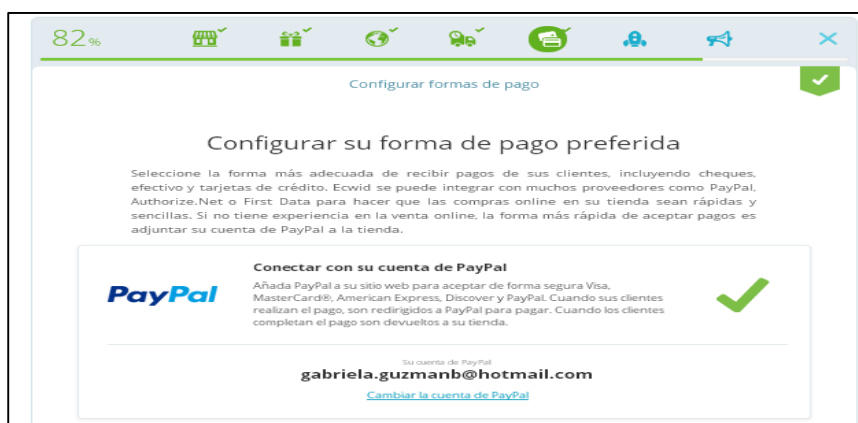 82%
Configurar formas de pago
Configurar su forma de pago preferida
Seleccione la forma más adecuada de recibir pagos de sus clientes, incluyendo cheques,
efectivo y tarjetas de crédito. Ecwid se puede integrar con muchos proveedores como PayPal,
Authorize.Net o First Data para hacer que las compras online en su tienda sean rápidas y
sencillas. Si no tiene experiencia en la venta online, la forma más rápida de aceptar pagos es
adjuntar su cuenta de PayPal a la tienda.
Conectar con su cuenta de PayPal
PayPal
Añada PayPal a su sitio web para aceptar de forma segura Visa,
MasterCard®, American Express, Discover y PayPal. Cuando sus clientes
realizan el pago, son redirigidos a PayPal para pagar. Cuando los clientes
completan el pago son devueltos a su tienda.
Su cuenta de PayPal
gabriela.guzmanb@hotmail.com
Cambiar la cuenta de PayPal